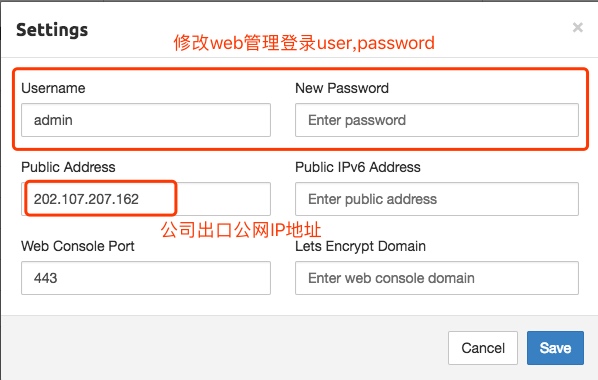 Settings
×
修改web管理登录user,password
Username
New Password
admin
Enter password
Public Address
Public IPv6 Address
202.107.207.162
Enter public address
公司出口公网IP地址
Web Console Port
Lets Encrypt Domain
443
Enter web console domain
Cancel
Save